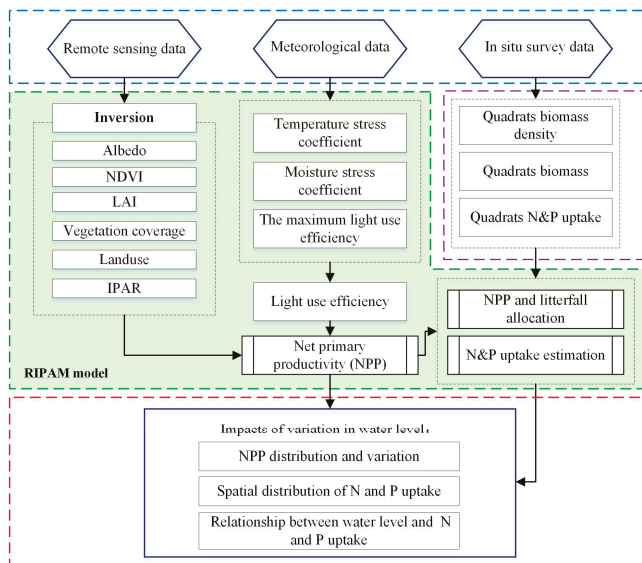 Remote sensing data
Meteorological data
In situ survey data
Inversion
Albedo
NDVI
LAI
Vegetation coverage
Landuse
IPAR
Temperature stress
coefficient
Moisture stress
coefficient
The maximum light use
efficiency
Light use efficiency
Net primary
productivity (NPP)
Quadrats biomass
density
Quadrats biomass
Quadrats N&P uptake
NPP and litterfall
allocation
N&P uptake estimation
RIPAM model
Impacts of variation in water level:
NPP distribution and variation
Spatial distribution of N and P uptake
Relationship between water level and N
and P uptake